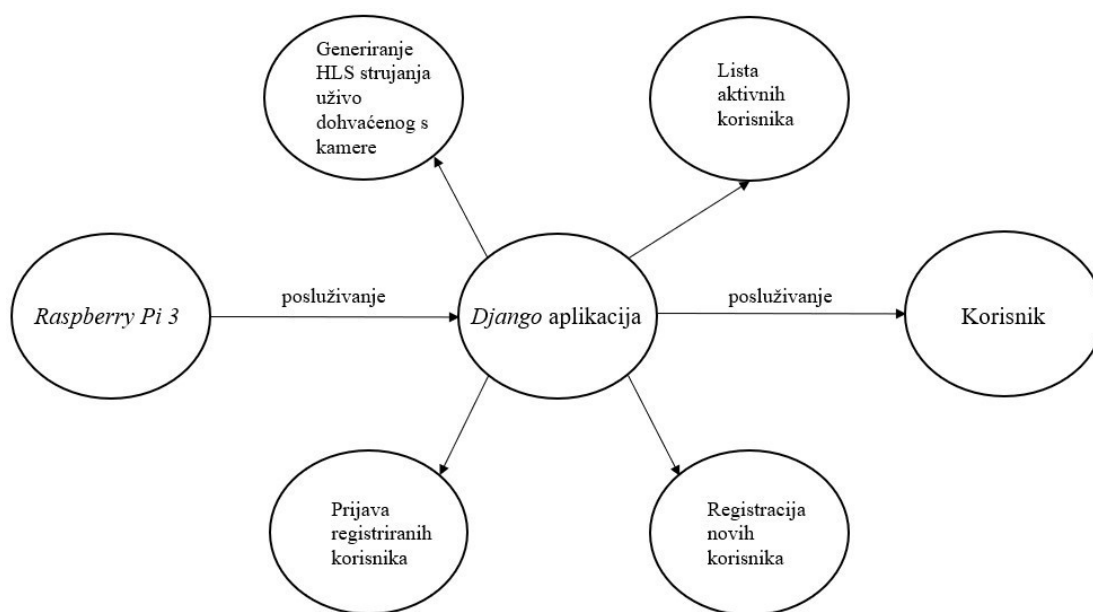 Generiranje
HLS strujanja
uživo
dohvaćenog s
kamere
Lista
aktivnih
korisnika
Raspberry Pi 3
posluživanje
Django aplikacija
posluživanje
Korisnik
Prijava
registriranih
korisnika
Registracija
novih
korisnika